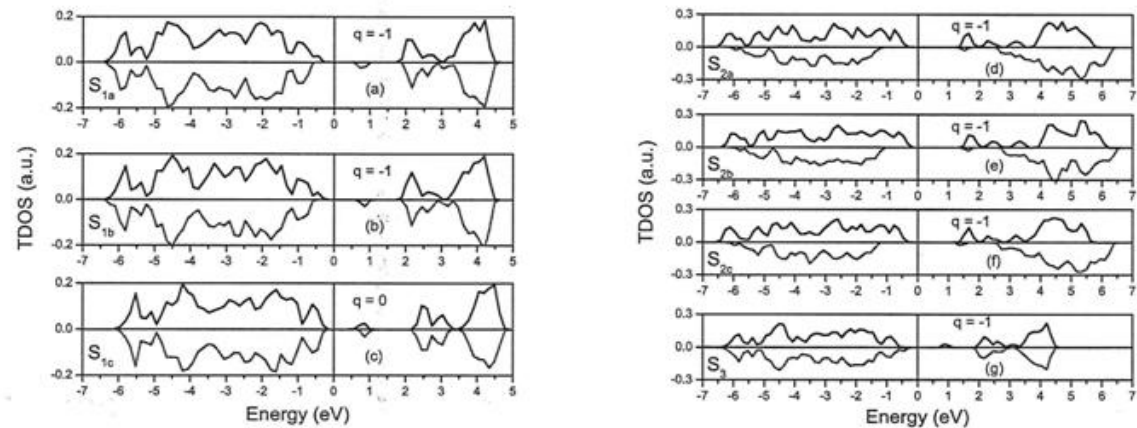 TDOS (a.u.)
0.2
0.0
-0.2
S1a
q = -1
(a)
-7 -6 -5 -4 -3 -2 -1 0 1 2 3 4 5
0.2
0.0
-0.2
S1b
q = -1
(b)
-7 -6 -5 -4 -3 -2 -1 0 1 2 3 4 5
0.2
0.0
-0.2
S1c
q = 0
(c)
-7 -6 -5 -4 -3 -2 -1 0 1 2 3 4 5
Energy (eV)
TDOS (a.u.)
0.3
0.0
-0.3
S2a
q = -1
(d)
-7 -6 -5 -4 -3 -2 -1 0 1 2 3 4 5 6 7
0.3
0.0
-0.3
S2b
q = -1
(e)
-7 -6 -5 -4 -3 -2 -1 0 1 2 3 4 5 6 7
0.3
0.0
-0.3
S2c
q = -1
(f)
-7 -6 -5 -4 -3 -2 -1 0 1 2 3 4 5 6 7
0.3
0.0
-0.3
S3
q = -1
(g)
-7 -6 -5 -4 -3 -2 -1 0 1 2 3 4 5 6 7
Energy (eV)